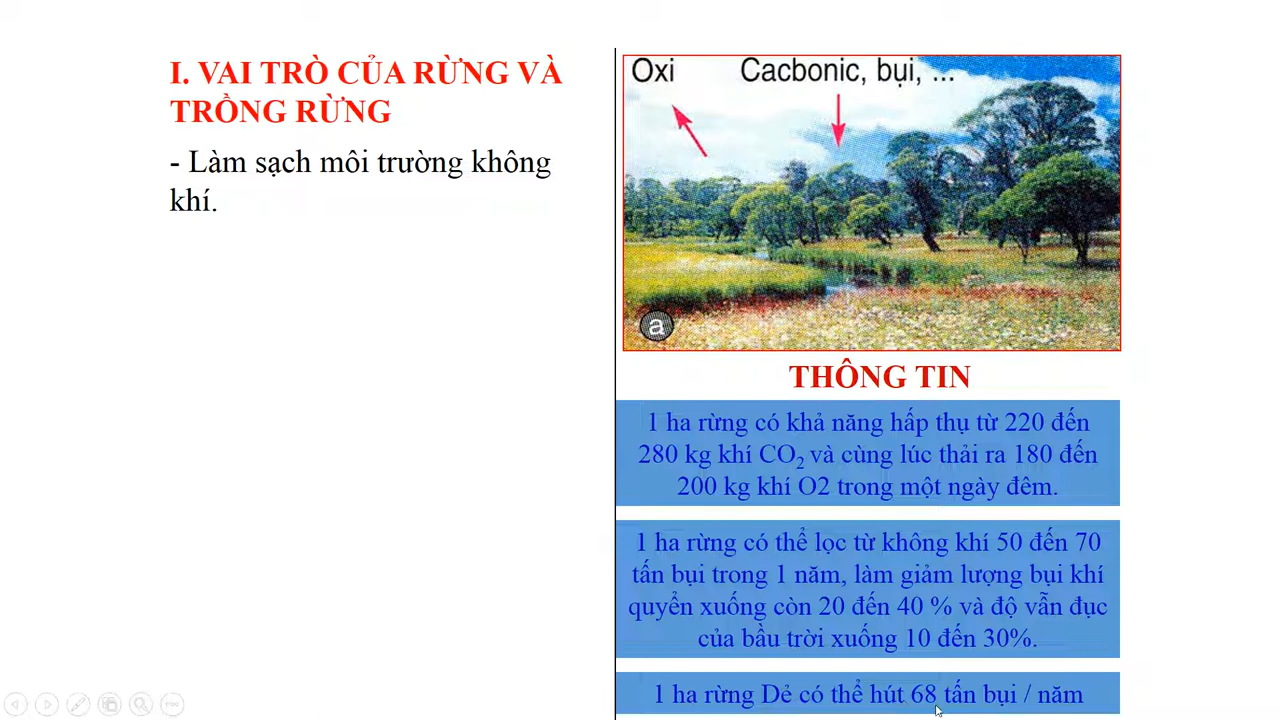 I. VAI TRÒ CỦA RỪNG VÀ
TRỒNG RỪNG
- Làm sạch môi trường không
khí.
Oxi
Cacbonic, bụi, ...
a
THÔNG TIN
1 ha rừng có khả năng hấp thụ từ 220 đến
280 kg khí CO₂ và cùng lúc thải ra 180 đến
200 kg khí O2 trong một ngày đêm.
1 ha rừng có thể lọc từ không khí 50 đến 70
tấn bụi trong 1 năm, làm giảm lượng bụi khí
quyển xuống còn 20 đến 40 % và độ vẫn đục
của bầu trời xuống 10 đến 30%.
1 ha rừng Dẻ có thể hút 68 tấn bụi / năm